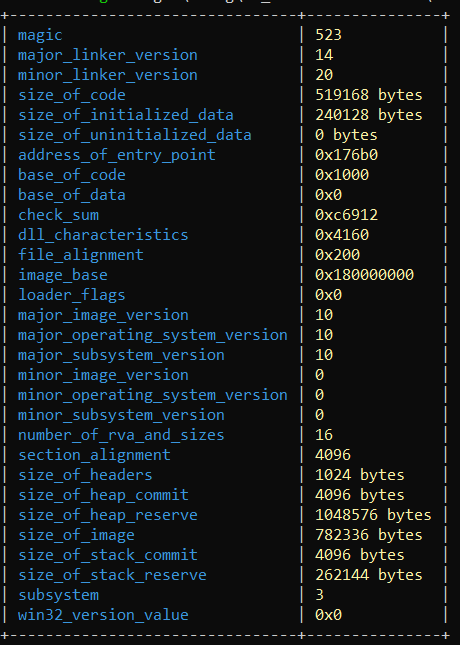 magic 523
major_linker_version 14
minor_linker_version 20
size_of_code 519168 bytes
size_of_initialized_data 240128 bytes
size_of_uninitialized_data 0 bytes
address_of_entry_point 0x176b0
base_of_code 0x1000
base_of_data 0x0
check_sum 0xc6912
dll_characteristics 0x4160
file_alignment 0x200
image_base 0x180000000
loader_flags 0x0
major_image_version 10
major_operating_system_version 10
major_subsystem_version 10
minor_image_version 0
minor_operating_system_version 0
minor_subsystem_version 0
number_of_rva_and_sizes 16
section_alignment 4096
size_of_headers 1024 bytes
size_of_heap_commit 4096 bytes
size_of_heap_reserve 1048576 bytes
size_of_image 782336 bytes
size_of_stack_commit 4096 bytes
size_of_stack_reserve 262144 bytes
subsystem 3
win32_version_value 0x0